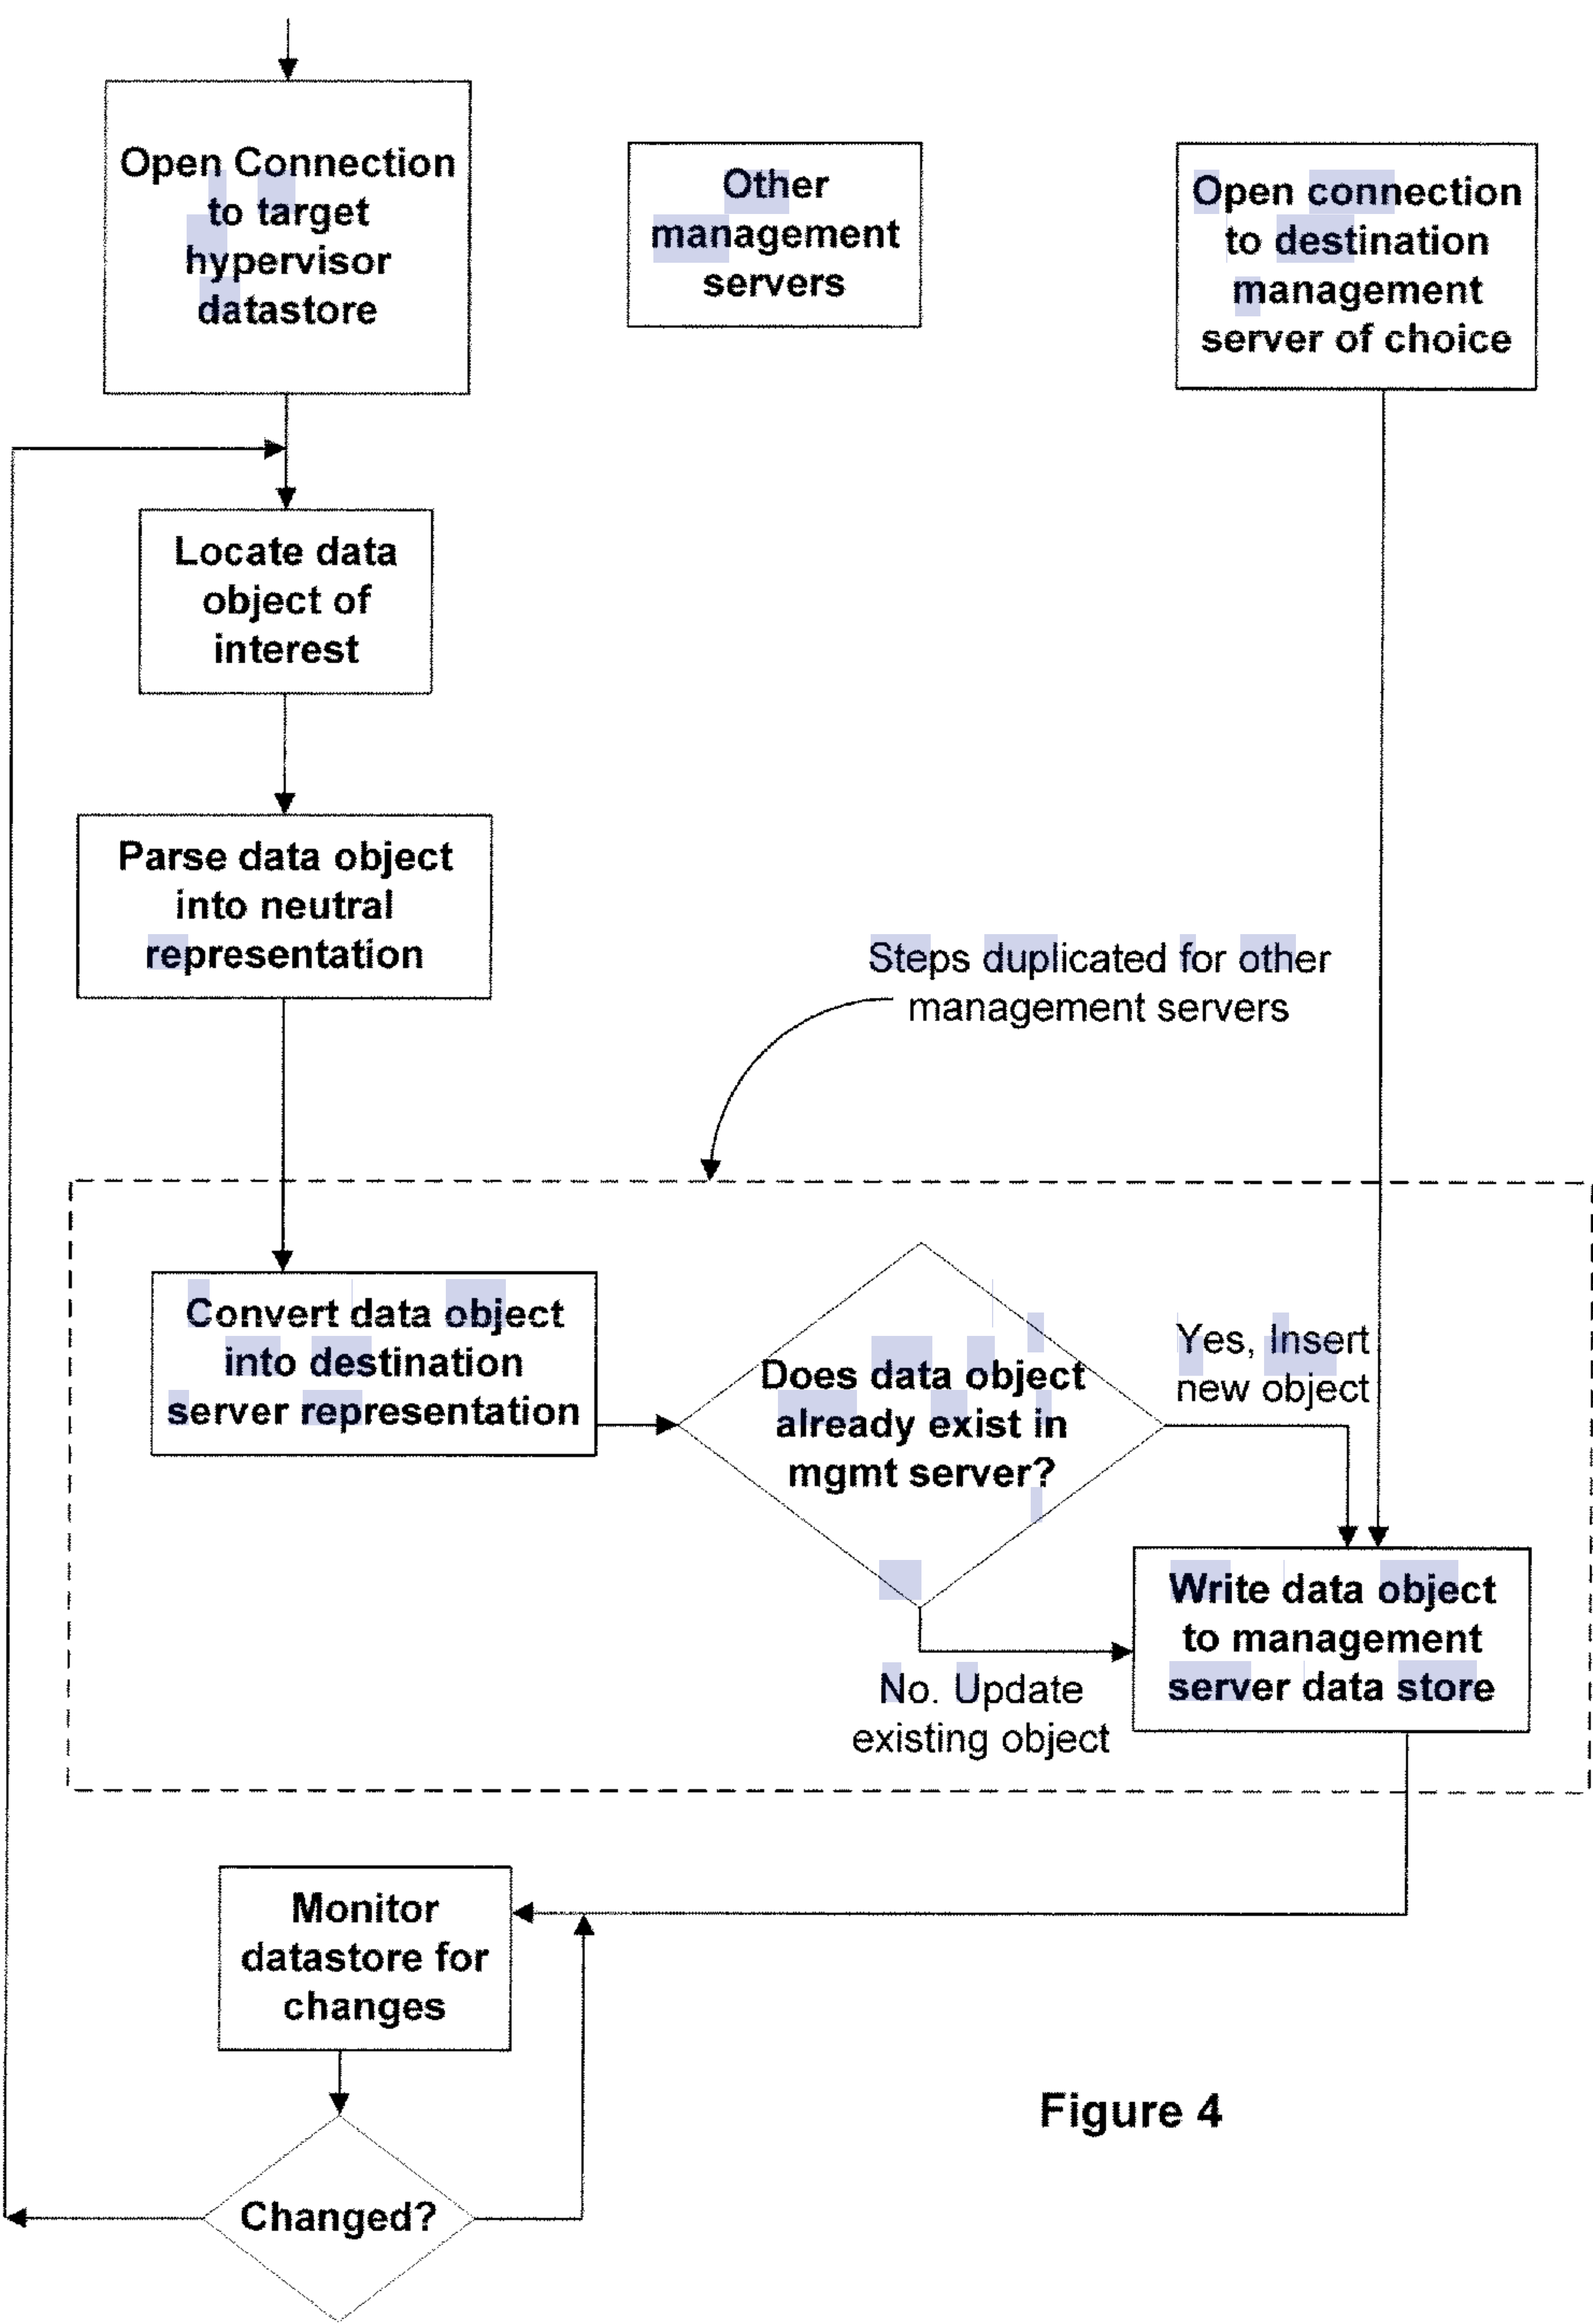 Open Connection
to target
hypervisor
datastore
Other
management
servers
Open connection
to destination
management
server of choice
Locate data
object of
interest
Parse data object
into neutral
representation
Steps duplicated for other
management servers
Convert data object
into destination
server representation
Does data object
already exist in
mgmt server?
Yes, Insert
new object
No. Update
existing object
Write data object
to management
server data store
Monitor
datastore for
changes
Changed?
Figure 4